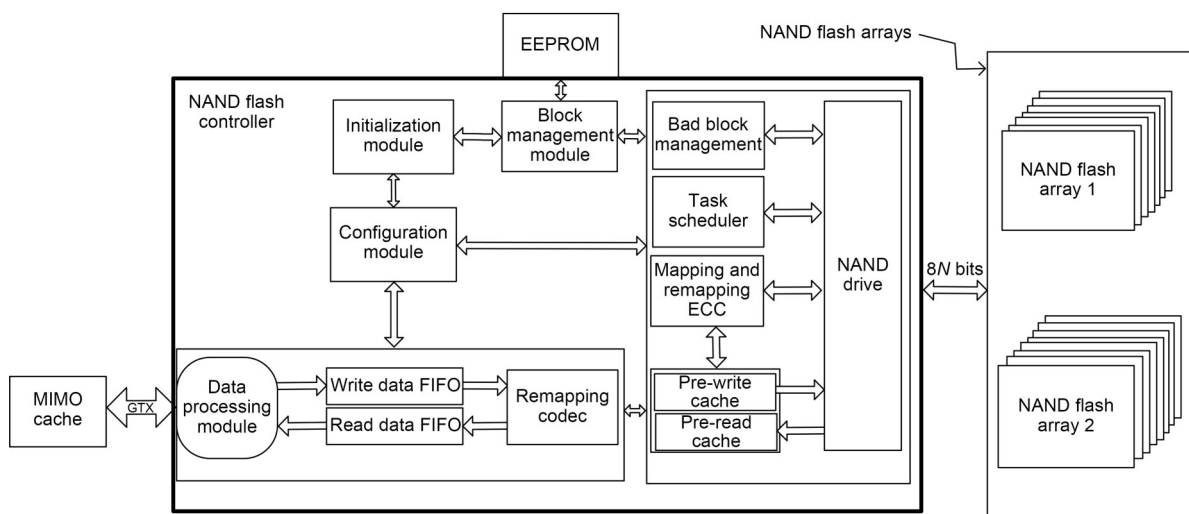 EEPROM
NAND flash arrays
NAND flash
controller
Initialization
module
Block
management
module
Bad block
management
Task
scheduler
Configuration
module
Mapping and
remapping
ECC
NAND
drive
8N bits
NAND flash
array 1
MIMO
cache
GTX
Data
processing
module
Write data FIFO
Read data FIFO
Remapping
codec
Pre-write
cache
Pre-read
cache
NAND flash
array 2